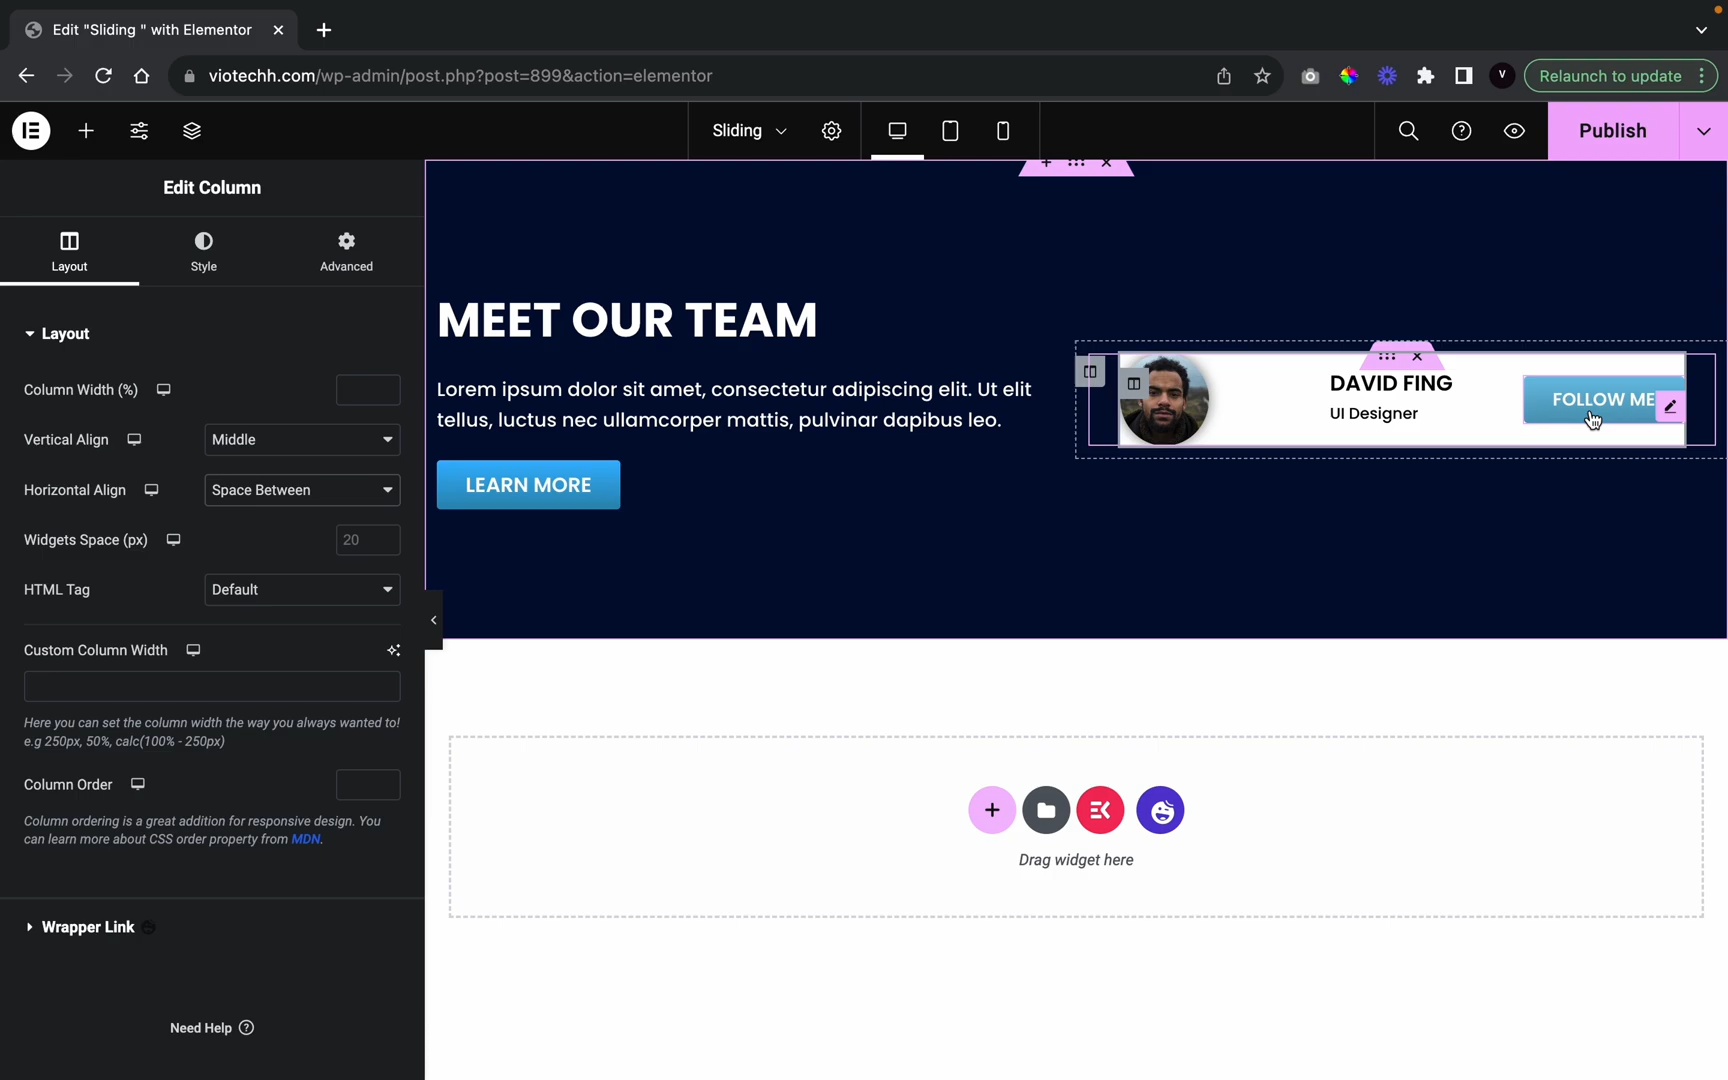 Edit "Sliding " with Elementor
viotechh.com/wp-admin/post.php?post=899&action=elementor
V
Relaunch to update
Sliding
Publish
Edit Column
Layout
Style
Advanced
Layout
Column Width (%)
Vertical Align
Middle
Horizontal Align
Space Between
Widgets Space (px)
20
HTML Tag
Default
Custom Column Width
Here you can set the column width the way you always wanted to!
e.g 250px, 50%, calc(100% - 250px)
Column Order
Column ordering is a great addition for responsive design. You
can learn more about CSS order property from MDN.
Wrapper Link
Need Help
MEET OUR TEAM
Lorem ipsum dolor sit amet, consectetur adipiscing elit. Ut elit
tellus, luctus nec ullamcorper mattis, pulvinar dapibus leo.
LEARN MORE
DAVID FING
UI Designer
FOLLOW ME
Drag widget here